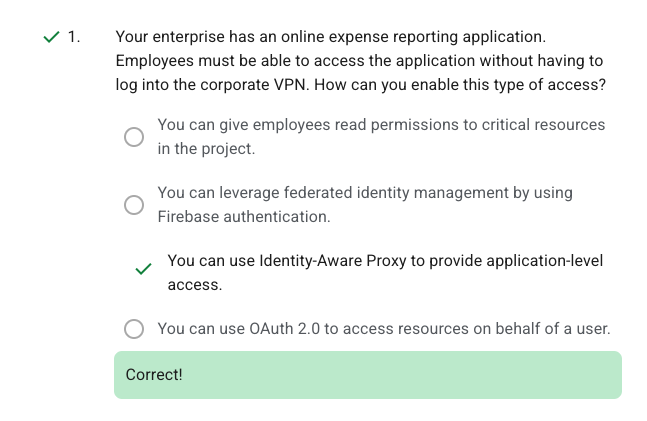 1. Your enterprise has an online expense reporting application.
Employees must be able to access the application without having to
log into the corporate VPN. How can you enable this type of access?
You can give employees read permissions to critical resources
in the project.
You can leverage federated identity management by using
Firebase authentication.
You can use Identity-Aware Proxy to provide application-level
access.
You can use OAuth 2.0 to access resources on behalf of a user.
Correct!